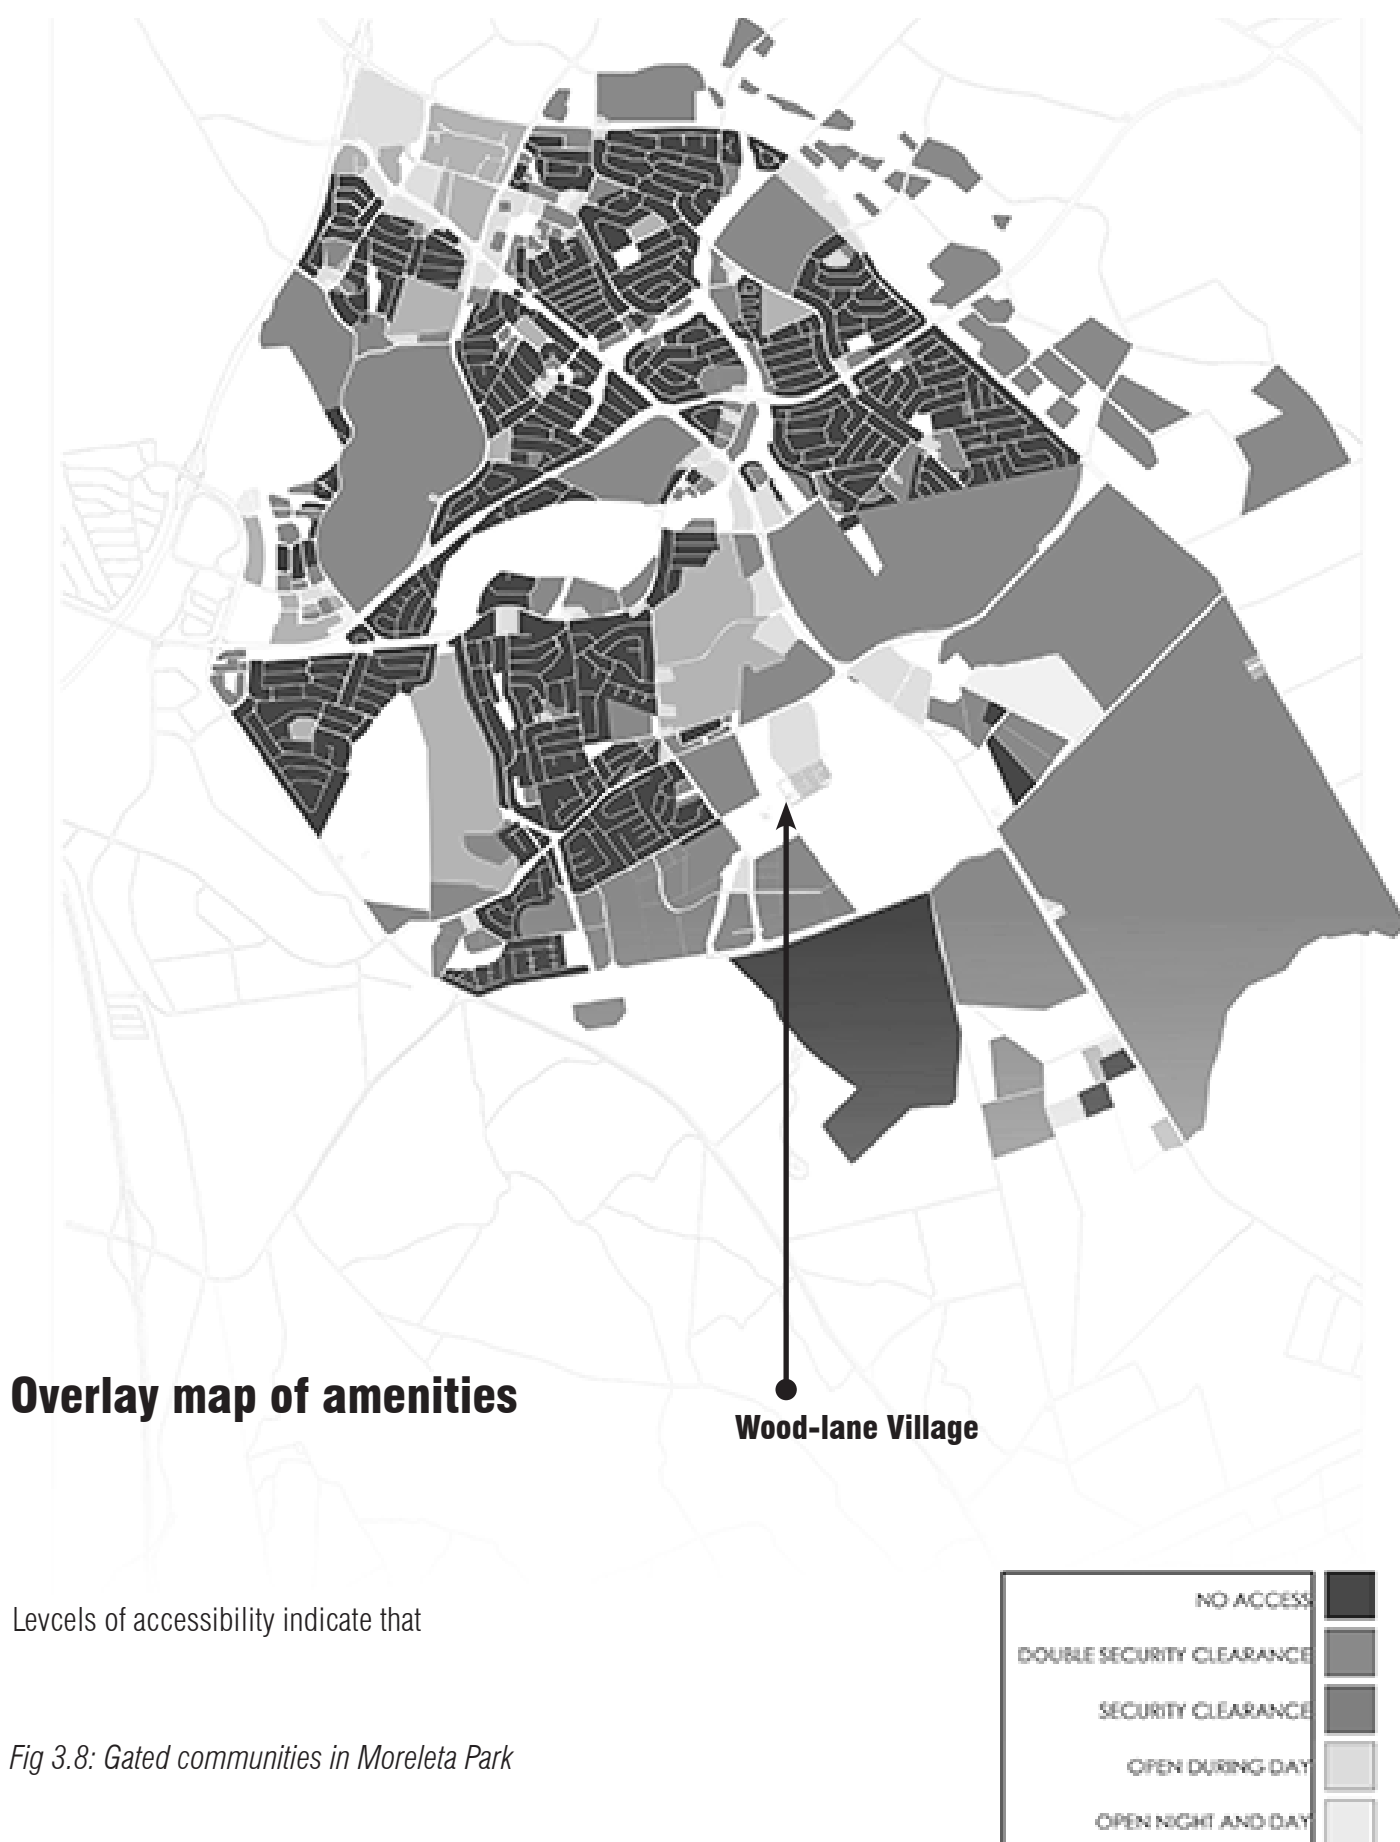 Overlay map of amenities
Wood-lane Village
Levcels of accessibility indicate that
Fig 3.8: Gated communities in Moreleta Park
NO ACCESS
DOUBLE SECURITY CLEARANCE
SECURITY CLEARANCE
OPEN DURING DAY
OPEN NIGHT AND DAY